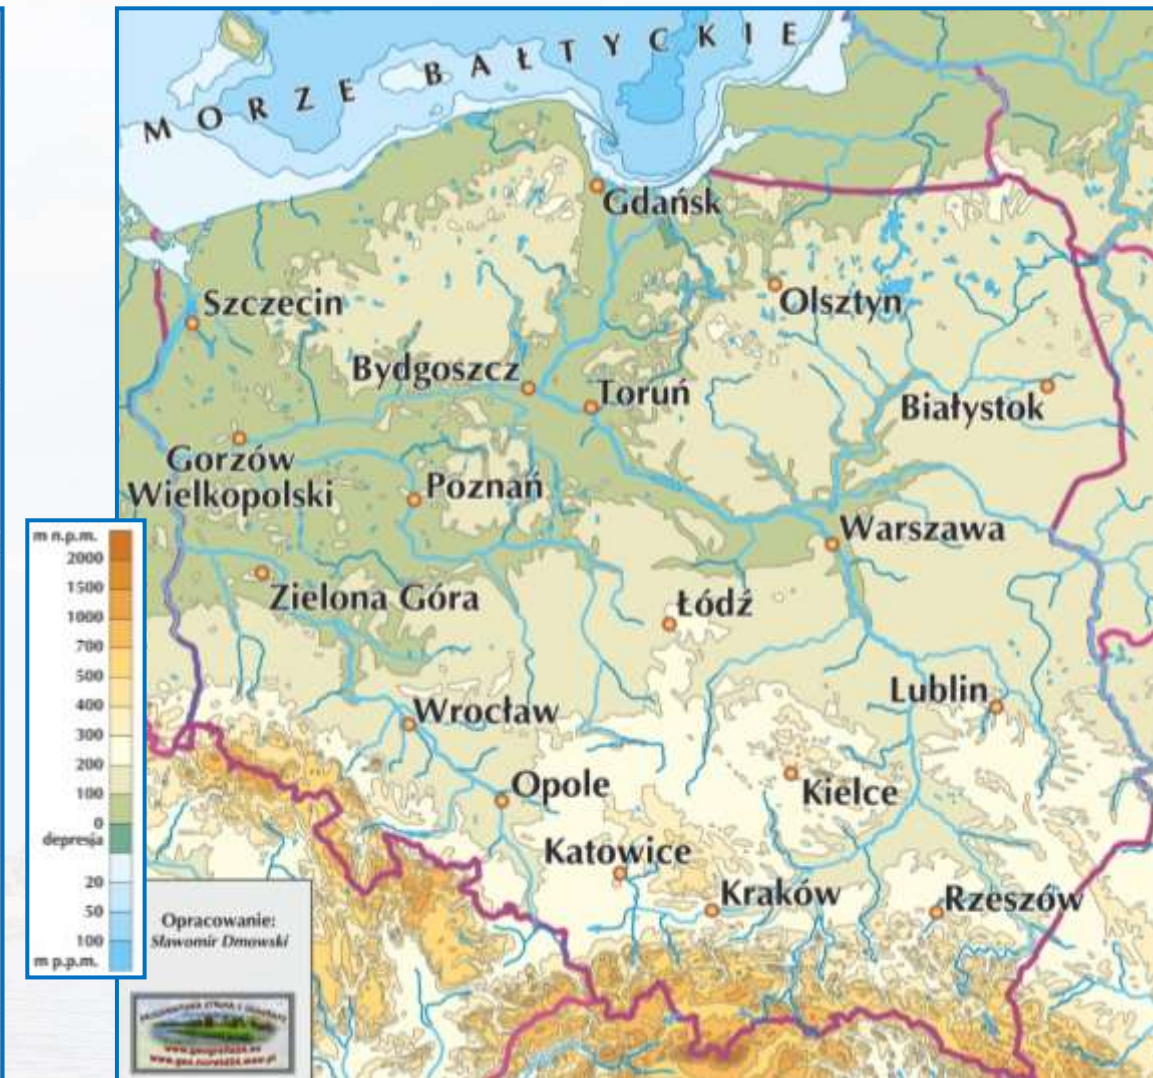 MORZE BAŁTYCKIE
Gdańsk
Szczecin
Olsztyn
Bydgoszcz
Toruń
Białystok
Gorzów
Wielkopolski
Poznań
Warszawa
Zielona Góra
Łódź
Wrocław
Lublin
Opole
Kielce
Katowice
Kraków
Rzeszów
m n.p.m.
2000
1500
1000
700
500
400
300
200
100
0
depresja
20
50
100
m p.p.m.
Opracowanie:
Sławomir Dmowski